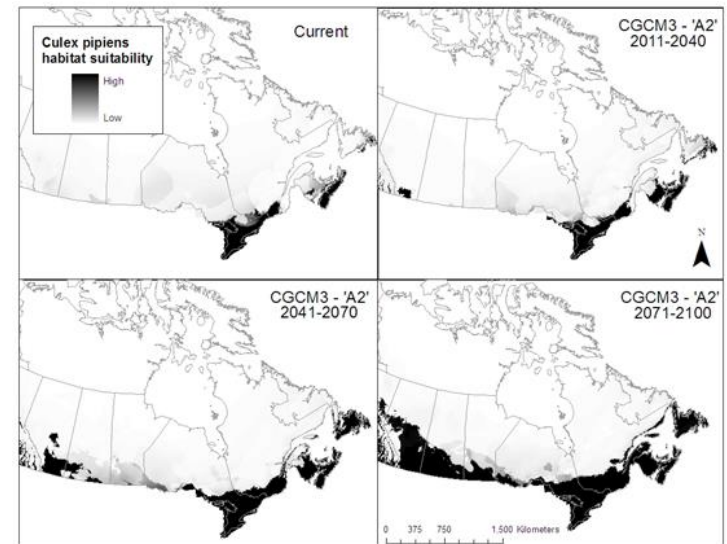 Culex pipiens
habitat suitability
High
Low
Current
CGCM3 - 'A2'
2011-2040
N
CGCM3 - 'A2'
2041-2070
CGCM3 - 'A2'
2071-2100
0 375 750 1,500 Kilometers